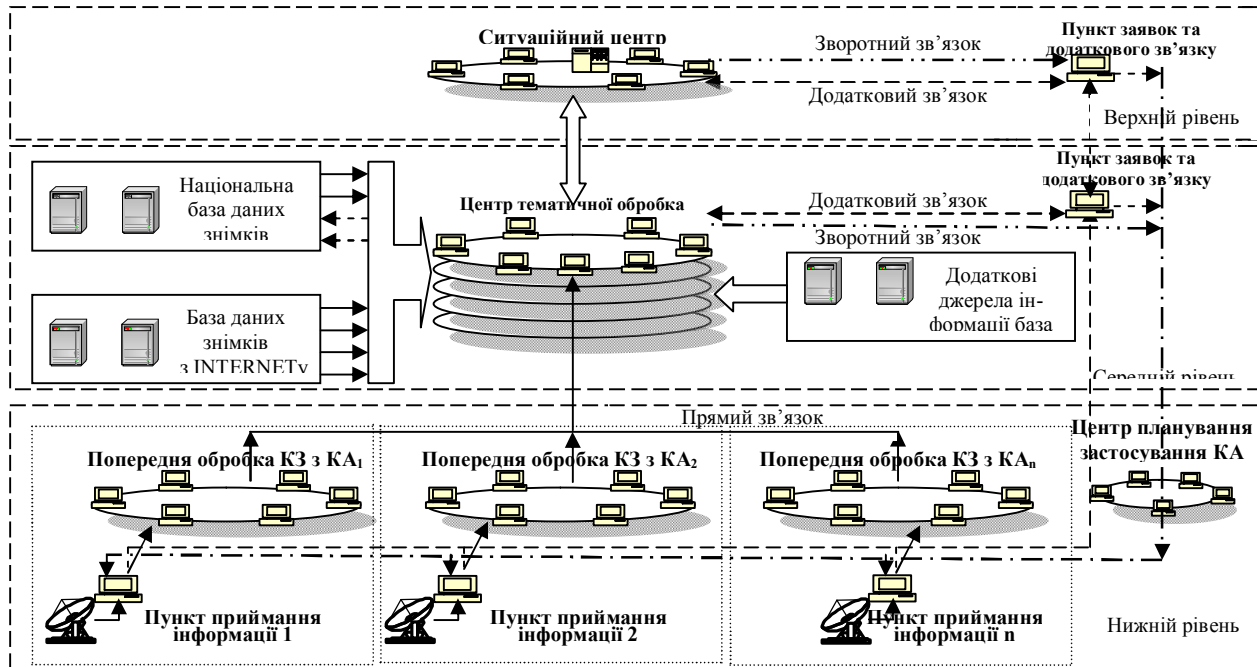 Ситуаційний центр
Зворотний зв’язок
Пункт заявок та
додаткового зв’язку
Додатковий зв’язок
Верхній рівень
Національна
база даних
знімків
Центр тематичної обробка
Додатковий зв’язок
Зворотний зв’язок
Пункт заявок та
додаткового зв’язку
База даних
знімків
з INTERNETу
Додаткові
джерела ін-
формації база
Середній рівень
Прямий зв’язок
Попередня обробка КЗ з КА1
Попередня обробка КЗ з КА2
Попередня обробка КЗ з КАn
Центр планування
застосування КА
Пункт приймання
інформації 1
Пункт приймання
інформації 2
Пункт приймання
інформації n
Нижній рівень